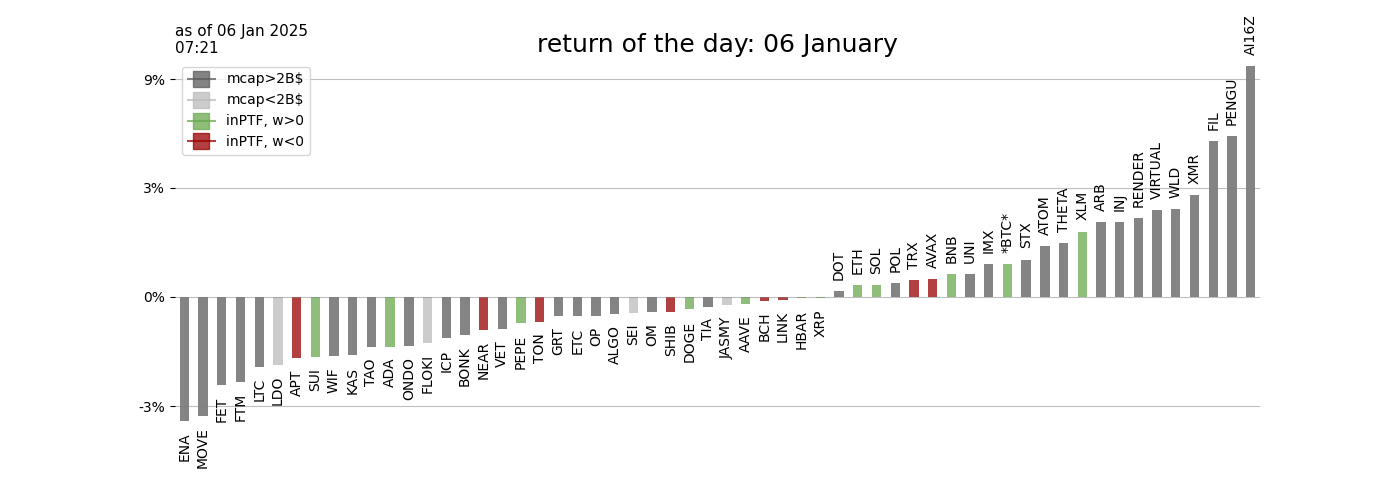 as of 06 Jan 2025
07:21
return of the day: 06 January
mcap>2B$
mcap<2B$
inPTF, w>0
inPTF, w<0
9%
3%
0%
-3%
ENA
MOVE
FET
FTM
LTC
LDO
APT
SUI
WIF
KAS
TAO
ADA
ONDO
FLOKI
ICP
BONK
NEAR
VET
PEPE
TON
GRT
ETC
OP
ALGO
SEI
OM
SHIB
DOGE
TIA
JASMY
AAVE
BCH
LINK
HBAR
XRP
DOT
ETH
SOL
POL
TRX
AVAX
BNB
UNI
IMX
*BTC*
STX
ATOM
THETA
XLM
ARB
INJ
RENDER
VIRTUAL
WLD
XMR
FIL
PENGU
AI16Z